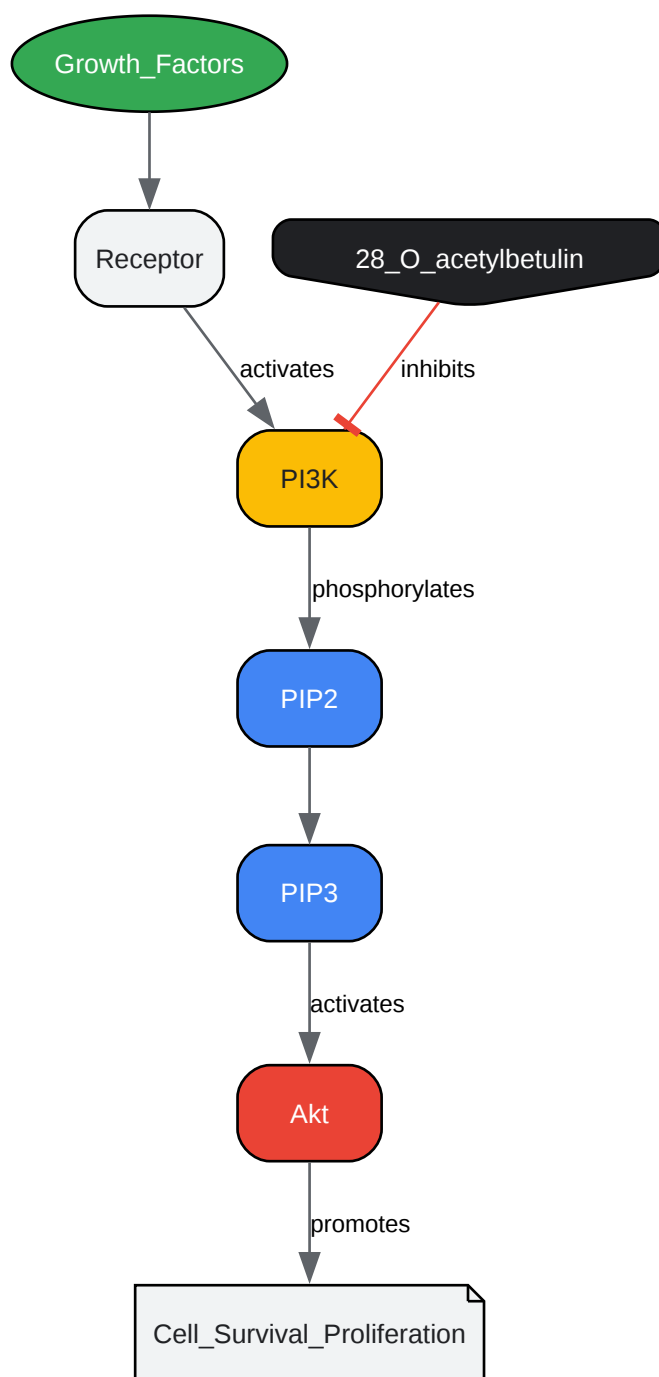 Growth_Factors
Receptor
28_O_acetylbetulin
activates
inhibits
PI3K
phosphorylates
PIP2
PIP3
activates
Akt
promotes
Cell_Survival_Proliferation